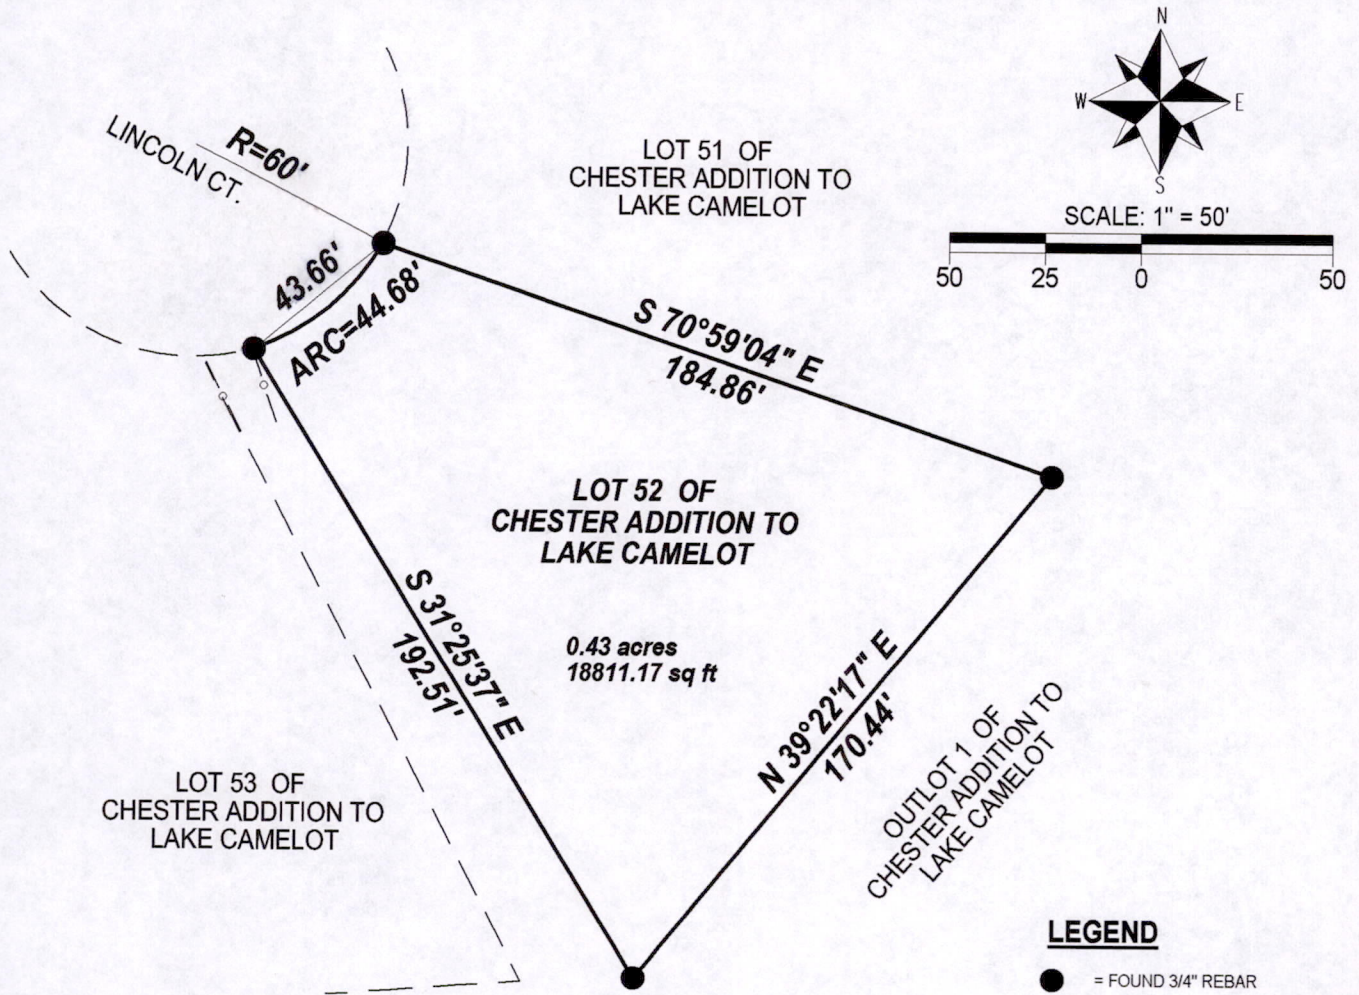 N
W E
S
SCALE: 1" = 50'
50 25 0 50
R=60'
LINCOLN CT.
LOT 51 OF
CHESTER ADDITION TO
LAKE CAMELOT
43.66'
ARC=44.68'
S 70°59'04" E
184.86'
LOT 52 OF
CHESTER ADDITION TO
LAKE CAMELOT
0.43 acres
18811.17 sq ft
S 31°25'37" E
192.51'
N 39°22'17" E
170.44'
OUTLOT 1 OF
CHESTER ADDITION TO
LAKE CAMELOT
LOT 53 OF
CHESTER ADDITION TO
LAKE CAMELOT
LEGEND
= FOUND 3/4" REBAR